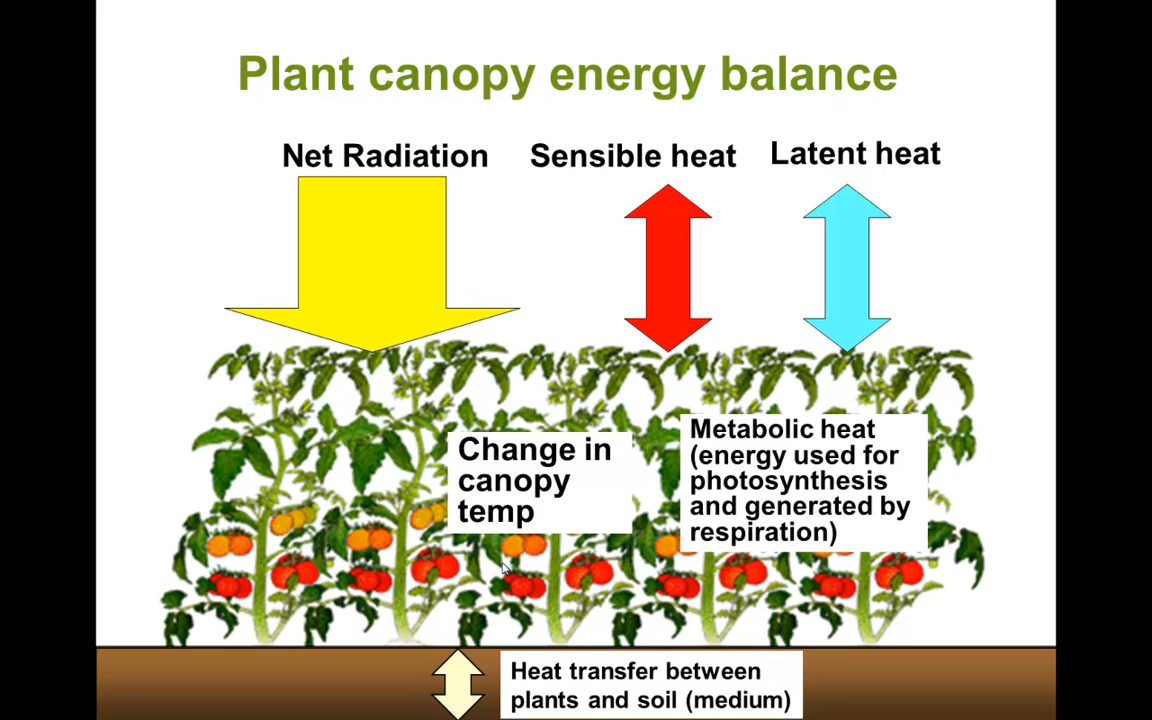 Plant canopy energy balance
Net Radiation
Sensible heat
Latent heat
Change in
canopy
temp
Metabolic heat
(energy used for
photosynthesis
and generated by
respiration)
Heat transfer between
plants and soil (medium)